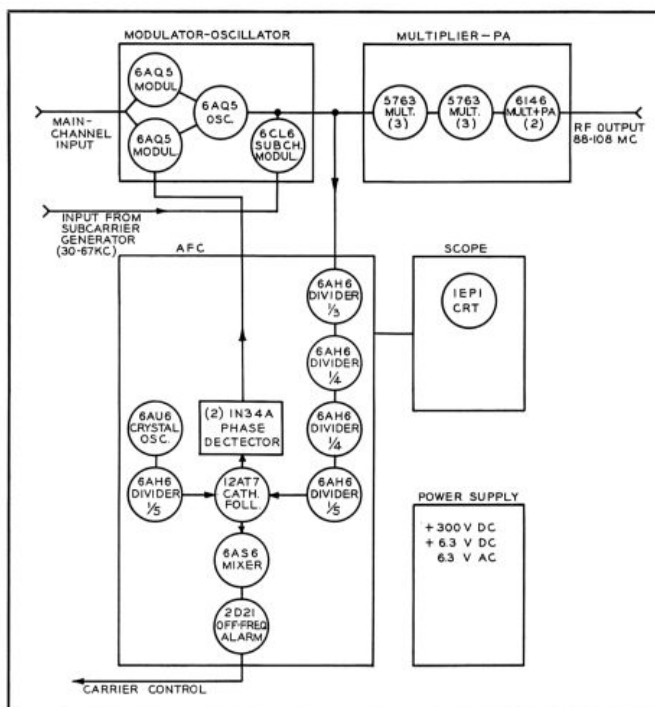 MODULATOR-OSCILLATOR
MULTIPLIER-PA
6AQ5
MODUL
6AQ5
OSC.
6AQ5
MODUL.
6CL6
SUBCH.
MODUL.
MAIN-
CHANNEL
INPUT
5763
MULT.
(3)
5763
MULT.
(3)
6146
MULT+PA
(2)
RF OUTPUT
88-108 MC
INPUT FROM
SUBCARRIER
GENERATOR
(30-67KC)
AFC
SCOPE
6AH6
DIVIDER
1/3
1EP1
CRT
6AH6
DIVIDER
1/4
6AU6
CRYSTAL
OSC.
(2) 1N34A
PHASE
DECTECTOR
6AH6
DIVIDER
1/4
6AH6
DIVIDER
1/5
12AT7
CATH.
FOLL.
6AH6
DIVIDER
1/5
6AS6
MIXER
2D21
OFF-FREQ
ALARM
CARRIER CONTROL
POWER SUPPLY
+300 V DC
+ 6.3 V DC
6.3 V AC